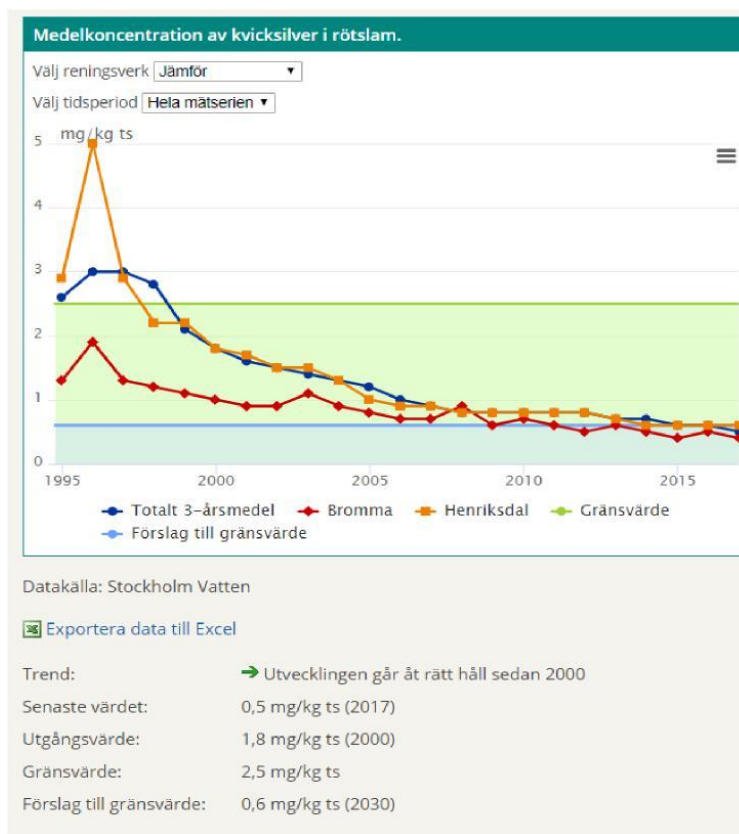 Medelkoncentration av kvicksilver i rötslam.
Välj reningsverk Jämför
Välj tidsperiod Hela mätserien
mg/kg ts
5
4
3
2
1
0
1995 2000 2005 2010 2015
Totalt 3-årsmedel Bromma Henriksdal Gränsvärde
Förslag till gränsvärde
Datakälla: Stockholm Vatten
Exportera data till Excel
Trend: Utvecklingen går åt rätt håll sedan 2000
Senaste värdet: 0,5 mg/kg ts (2017)
Utgångsvärde: 1,8 mg/kg ts (2000)
Gränsvärde: 2,5 mg/kg ts
Förslag till gränsvärde: 0,6 mg/kg ts (2030)